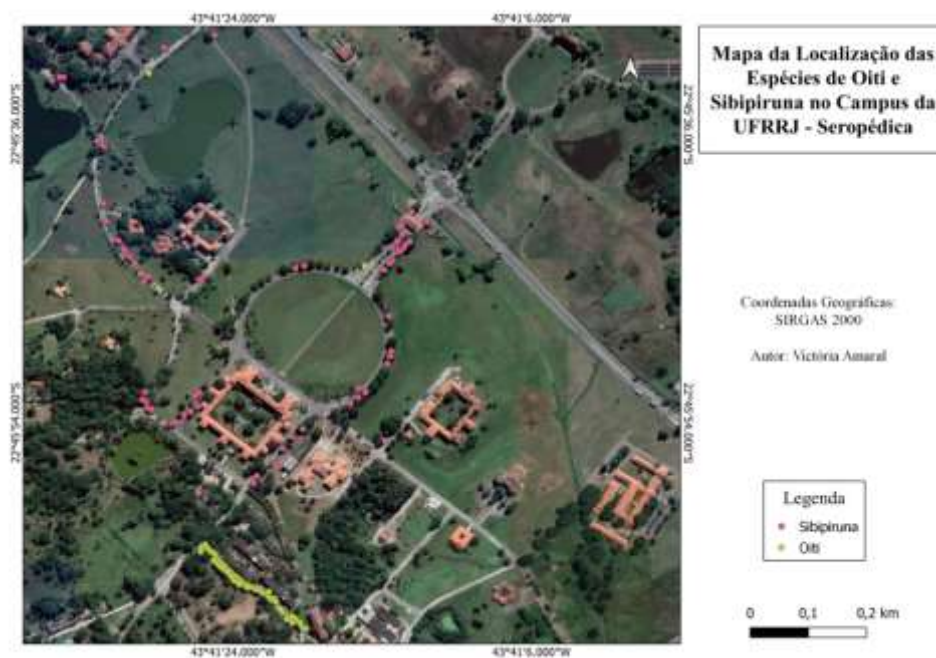 43°41'24.000"W
43°41'6.000"W
22°45'36.000"S
22°45'36.000"S
Mapa da Localização das
Espécies de Oiti e
Sibipiruna no Campus da
UFRRJ - Seropédica
Coordenadas Geográficas
SIRGAS 2000
Autor: Victória Amaral
22°45'54.000"S
22°45'54.000"S
Legenda
Sibipiruna
Oiti
0 0,1 0,2 km
43°41'24.000"W
43°41'6.000"W